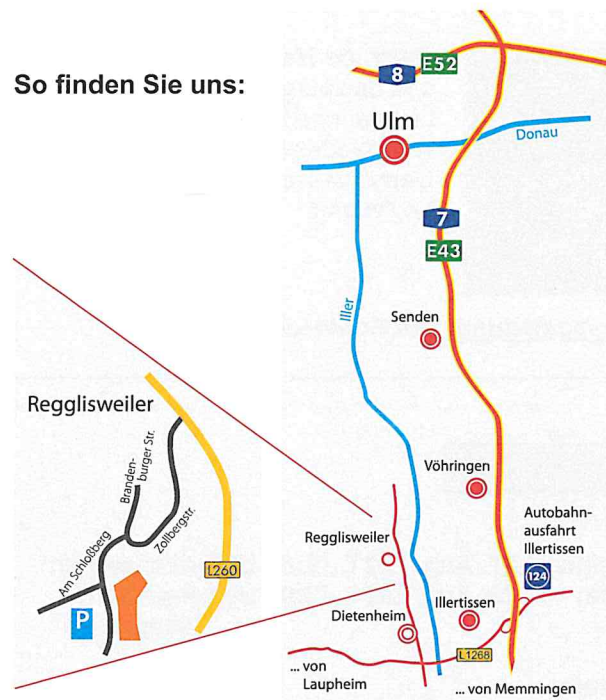 So finden Sie uns:
8
E52
Ulm
Donau
7
E43
Iller
Senden
Vöhringen
Autobahn-
ausfahrt
Illertissen
124
Regglisweiler
Dietenheim
Illertissen
L1268
... von
Laupheim
... von Memmingen
Regglisweiler
Branden-
burger Str.
Zollbergstr.
Am Schloßberg
L260
P